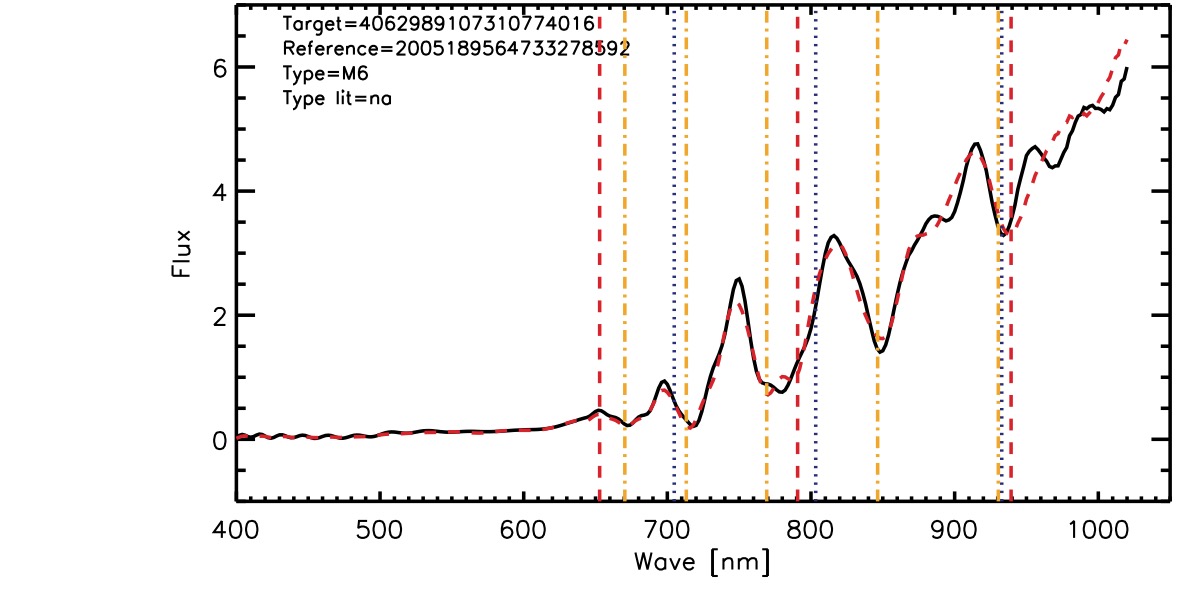 Target=4062989107310774016
Reference=2005189564733278592
Type=M6
Type lit=na
6
4
2
0
Flux
400 500 600 700 800 900 1000
Wave [nm]